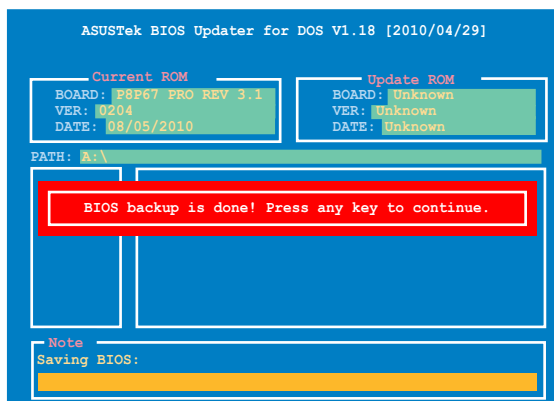 ASUSTek BIOS Updater for DOS V1.18 [2010/04/29]
Current ROM
BOARD: P8P67 PRO REV 3.1
VER: 0204
DATE: 08/05/2010
Update ROM
BOARD: Unknown
VER: Unknown
DATE: Unknown
PATH: A:\
BIOS backup is done! Press any key to continue.
Note
Saving BIOS: